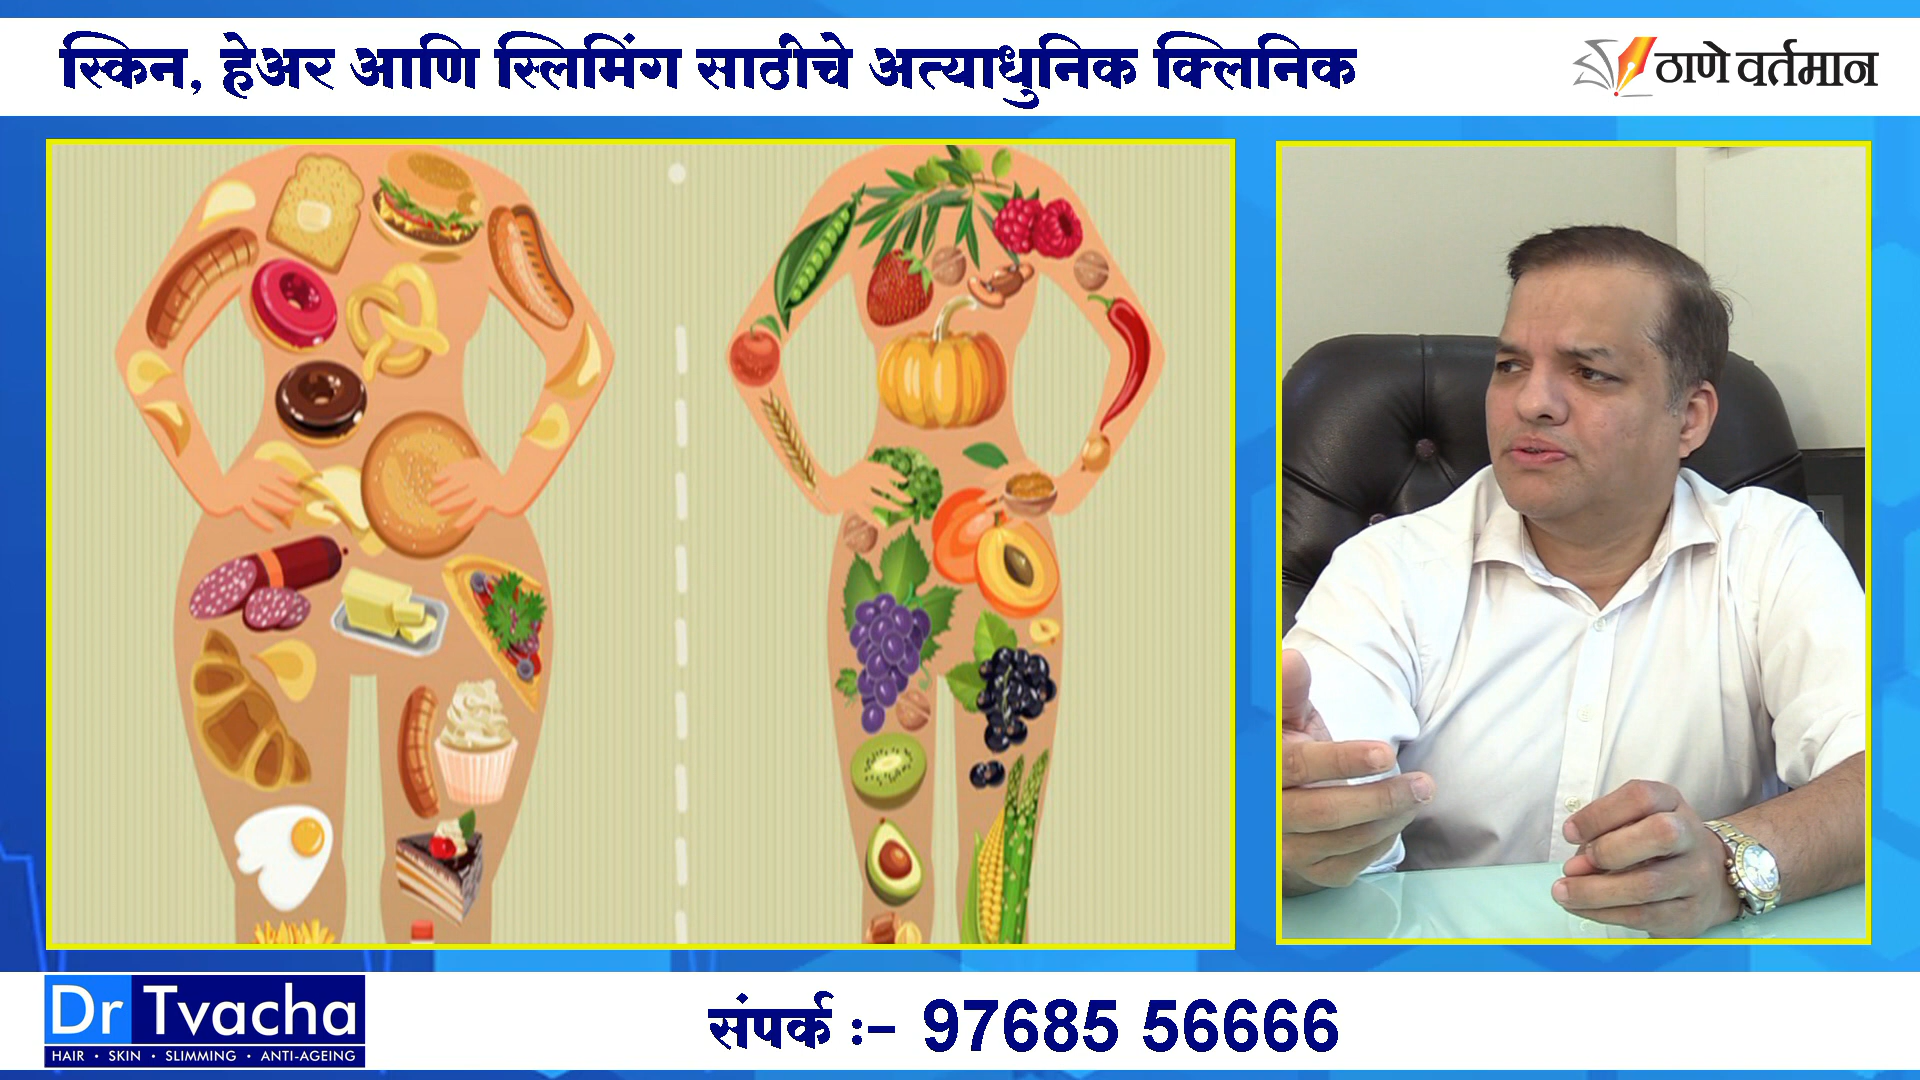 स्किन, हेअर आणि स्लिमिंग साठीचे अत्याधुनिक क्लिनिक
ठाणे वर्तमान
Dr Tvacha
HAIR • SKIN • SLIMMING • ANTI-AGEING
संपर्क :- 97685 56666